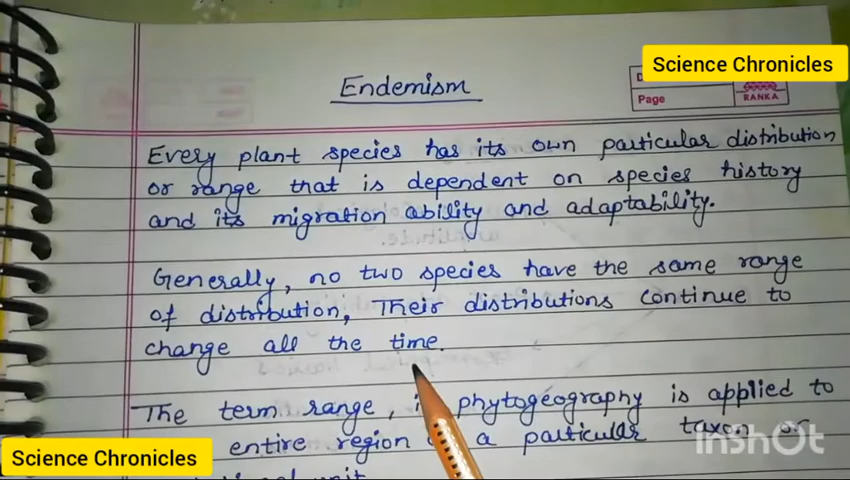 Science Chronicles
D
Page
RANKA
Endemism
Every plant species has its own particular distribution
or range that is dependent on species history
and its migration ability and adaptability.
Generally, no two species have the same range
of distribution, Their distributions continue to
change all the time.
The term range, phytogeography is applied to
entire region a particular taxon or
unit
InShOt
Science Chronicles